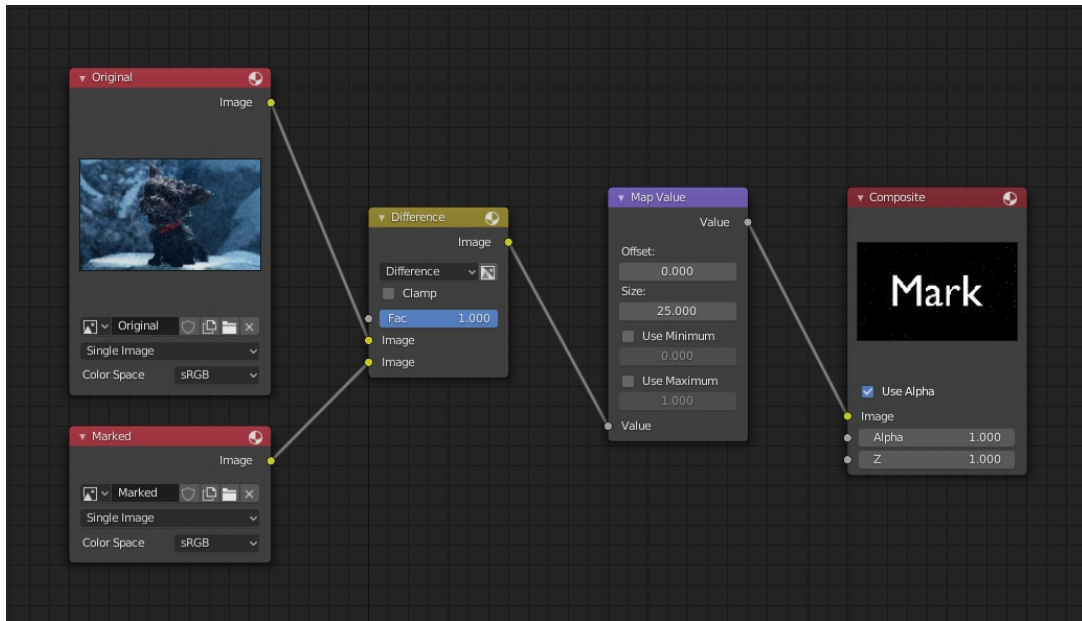 Original
Image
Original
Single Image
Color Space sRGB
Marked
Image
Marked
Single Image
Color Space sRGB
Difference
Image
Difference
Clamp
Fac 1.000
Image
Image
Map Value
Value
Offset:
0.000
Size:
25.000
Use Minimum
0.000
Use Maximum
1.000
Value
Composite
Mark
Use Alpha
Image
Alpha 1.000
Z 1.000